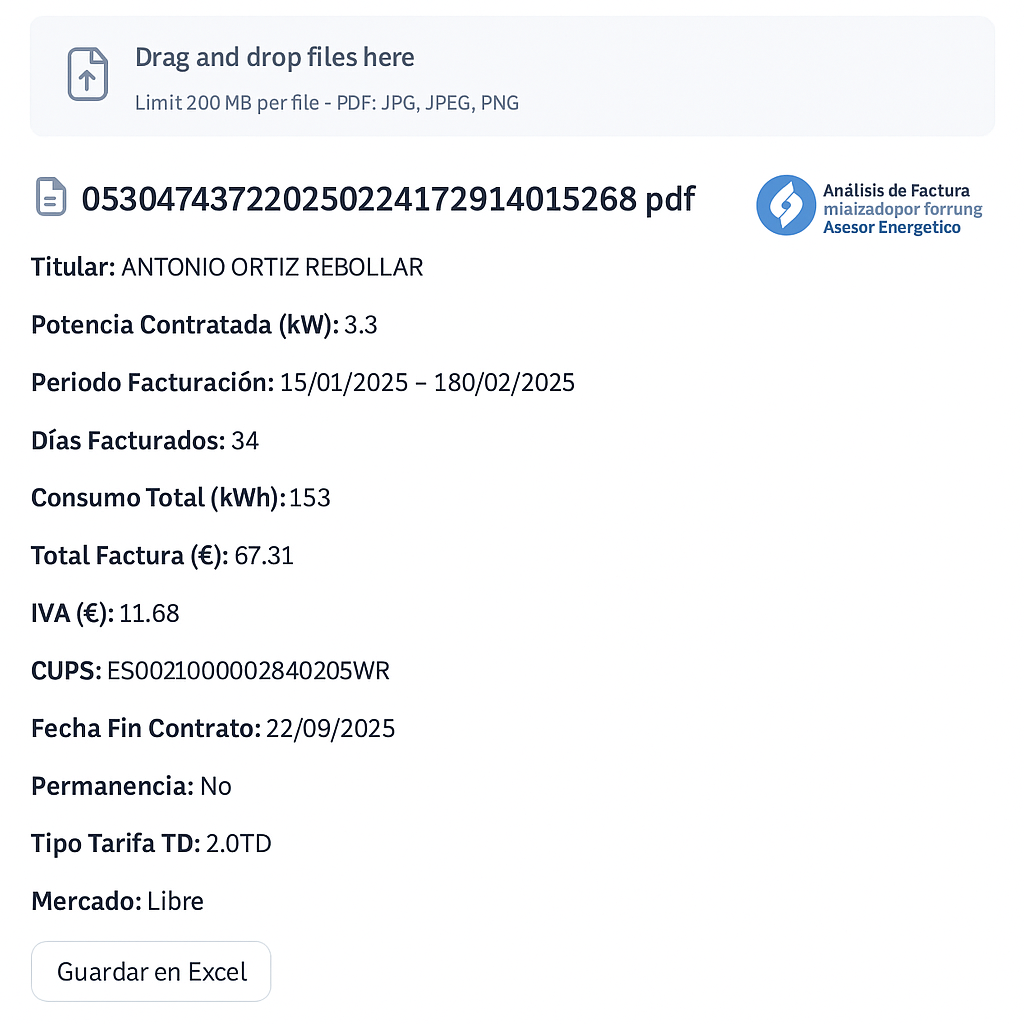 Drag and drop files here
Limit 200 MB per file - PDF: JPG, JPEG, PNG
053047437220250224172914015268 pdf
Análisis de Factura
miaizadopor forrung
Asesor Energetico
Titular: ANTONIO ORTIZ REBOLLAR
Potencia Contratada (kW): 3.3
Periodo Facturación: 15/01/2025 – 180/02/2025
Días Facturados: 34
Consumo Total (kWh): 153
Total Factura (€): 67.31
IVA (€): 11.68
CUPS: ES0021000002840205WR
Fecha Fin Contrato: 22/09/2025
Permanencia: No
Tipo Tarifa TD: 2.0TD
Mercado: Libre
Guardar en Excel